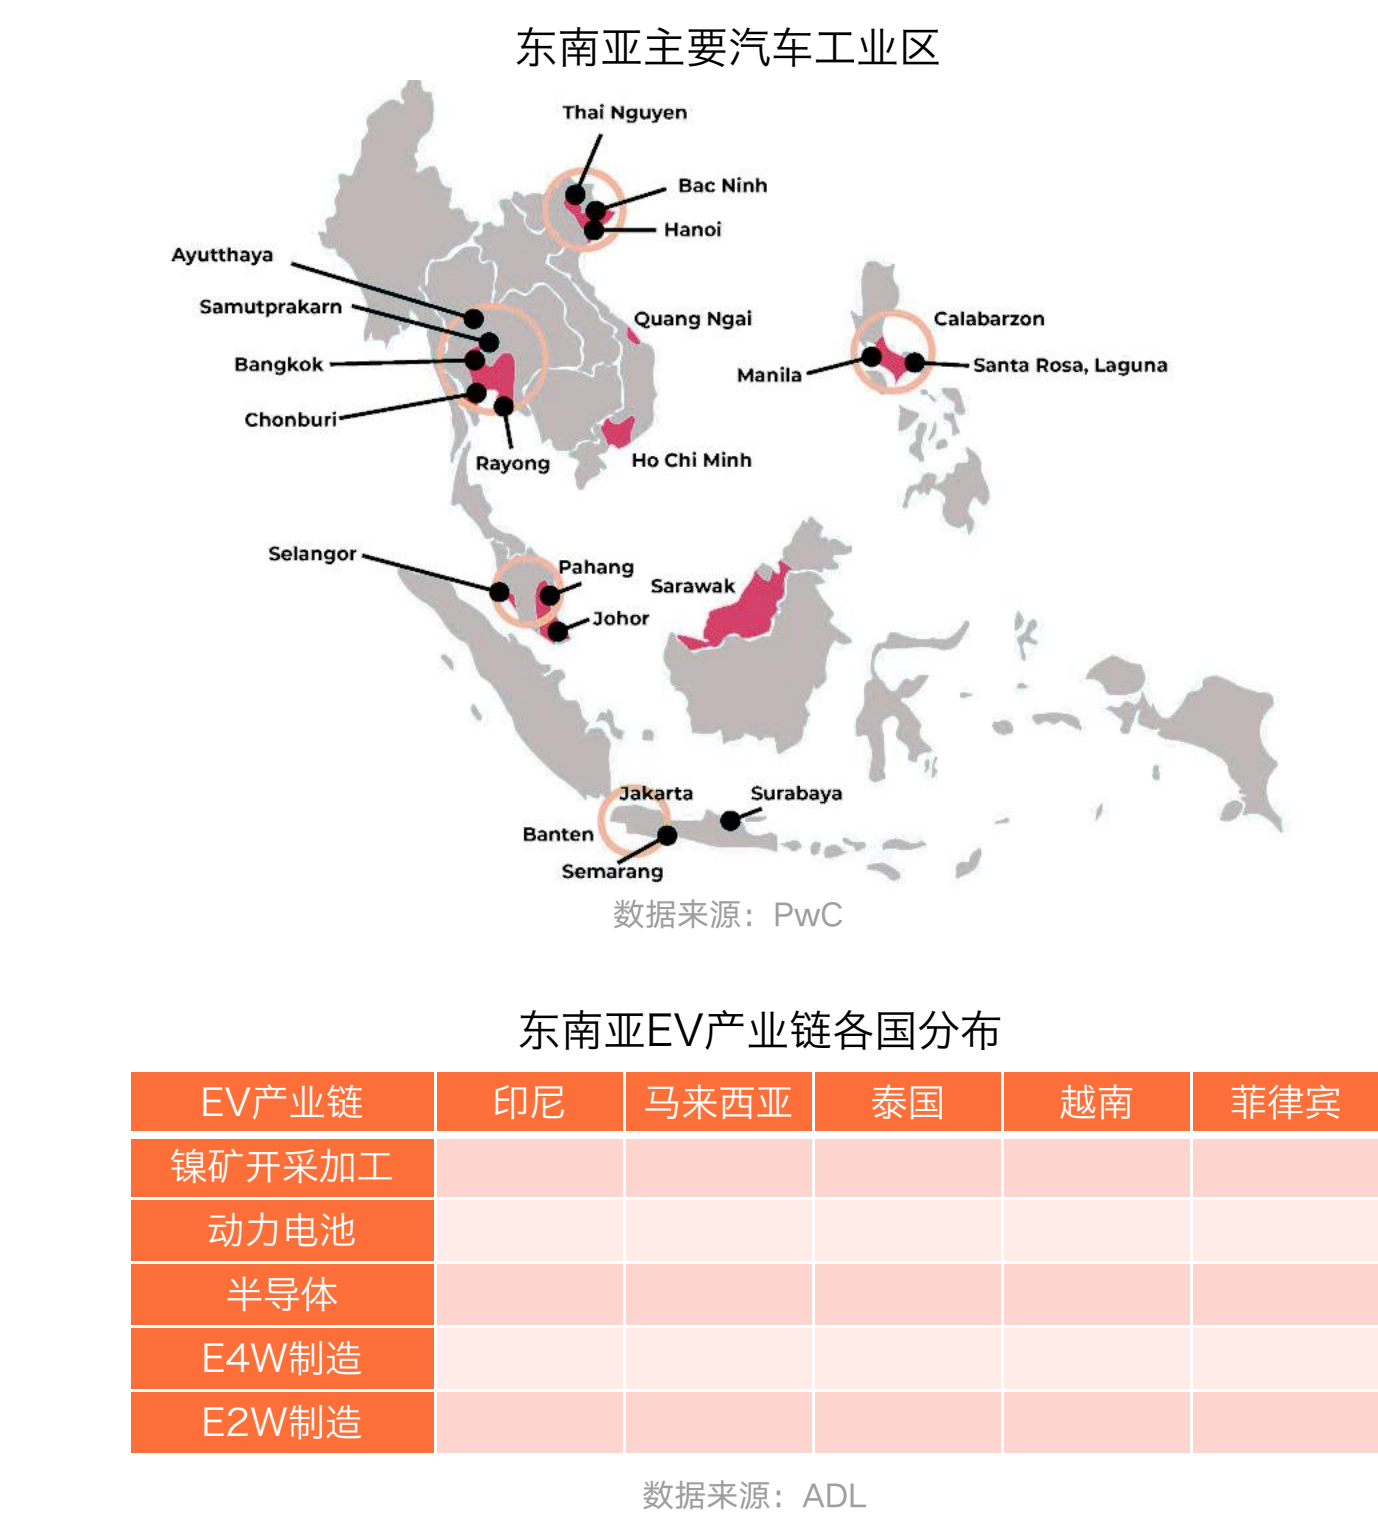 东南亚主要汽车工业区
Thai Nguyen
Bac Ninh
Hanoi
Ayutthaya
Samutprakarn
Quang Ngai
Calabarzon
Bangkok
Manila
Santa Rosa, Laguna
Chonburi
Rayong
Ho Chi Minh
Selangor
Pahang
Sarawak
Johor
Jakarta
Surabaya
Banten
Semarang
数据来源：PwC
东南亚EV产业链各国分布
EV产业链 印尼 马来西亚 泰国 越南 菲律宾
镍矿开采加工
动力电池
半导体
E4W制造
E2W制造
数据来源：ADL